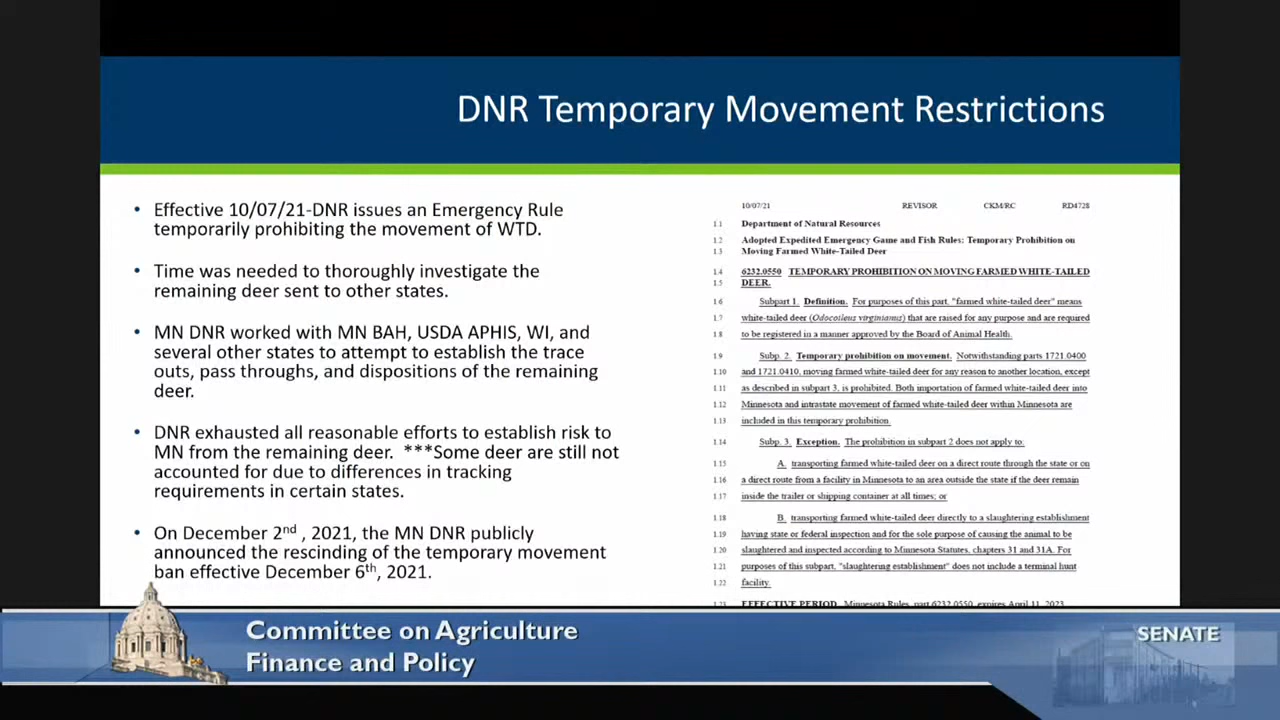 DNR Temporary Movement Restrictions
• Effective 10/07/21-DNR issues an Emergency Rule
temporarily prohibiting the movement of WTD.
• Time was needed to thoroughly investigate the
remaining deer sent to other states.
• MN DNR worked with MN BAH, USDA APHIS, WI, and
several other states to attempt to establish the trace
outs, pass throughs, and dispositions of the remaining
deer.
• DNR exhausted all reasonable efforts to establish risk to
MN from the remaining deer. ***Some deer are still not
accounted for due to differences in tracking
requirements in certain states.
• On December 2nd , 2021, the MN DNR publicly
announced the rescinding of the temporary movement
ban effective December 6th, 2021.
10/07/21 REVISOR CKM/RC RD4728
1.1 Department of Natural Resources
1.2 Adopted Expedited Emergency Game and Fish Rules: Temporary Prohibition on
1.3 Moving Farmed White-Tailed Deer
1.4 6232.0550 TEMPORARY PROHIBITION ON MOVING FARMED WHITE-TAILED
1.5 DEER.
1.6 Subpart 1. Definition. For purposes of this part, "farmed white-tailed deer" means
1.7 white-tailed deer (Odocoileus virginianus) that are raised for any purpose and are required
1.8 to be registered in a manner approved by the Board of Animal Health.
1.9 Subp. 2. Temporary prohibition on movement. Notwithstanding parts 1721.0400
1.10 and 1721.0410, moving farmed white-tailed deer for any reason to another location, except
1.11 as described in subpart 3, is prohibited. Both importation of farmed white-tailed deer into
1.12 Minnesota and intrastate movement of farmed white-tailed deer within Minnesota are
1.13 included in this temporary prohibition.
1.14 Subp. 3. Exception. The prohibition in subpart 2 does not apply to:
1.15 A. transporting farmed white-tailed deer on a direct route through the state or on
1.16 a direct route from a facility in Minnesota to an area outside the state if the deer remain
1.17 inside the trailer or shipping container at all times; or
1.18 B. transporting farmed white-tailed deer directly to a slaughtering establishment
1.19 having state or federal inspection and for the sole purpose of causing the animal to be
1.20 slaughtered and inspected according to Minnesota Statutes, chapters 31 and 31A. For
1.21 purposes of this subpart, "slaughtering establishment" does not include a terminal hunt
1.22 facility.
1.23 EFFECTIVE PERIOD. Minnesota Rules, part 6232.0550, expires April 11, 2023
Committee on Agriculture
Finance and Policy
SENATE